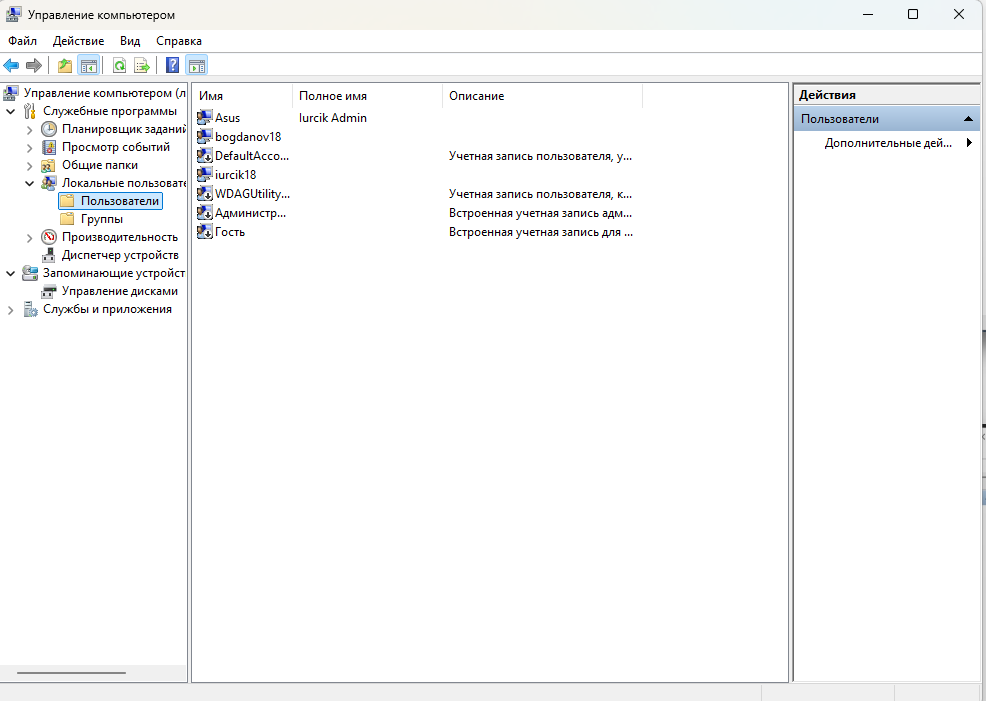 Управление компьютером
Файл Действие Вид Справка
Управление компьютером (л
Служебные программы
Планировщик заданий
Просмотр событий
Общие папки
Локальные пользовате
Пользователи
Группы
Производительность
Диспетчер устройств
Запоминающие устройст
Управление дисками
Службы и приложения
Имя Полное имя Описание
Asus Iurcik Admin
bogdanov18
DefaultAcco... Учетная запись пользователя, у...
iurcik18
WDAGUtility... Учетная запись пользователя, к...
Администр... Встроенная учетная запись адм...
Гость Встроенная учетная запись для ...
Действия
Пользователи
Дополнительные дей...